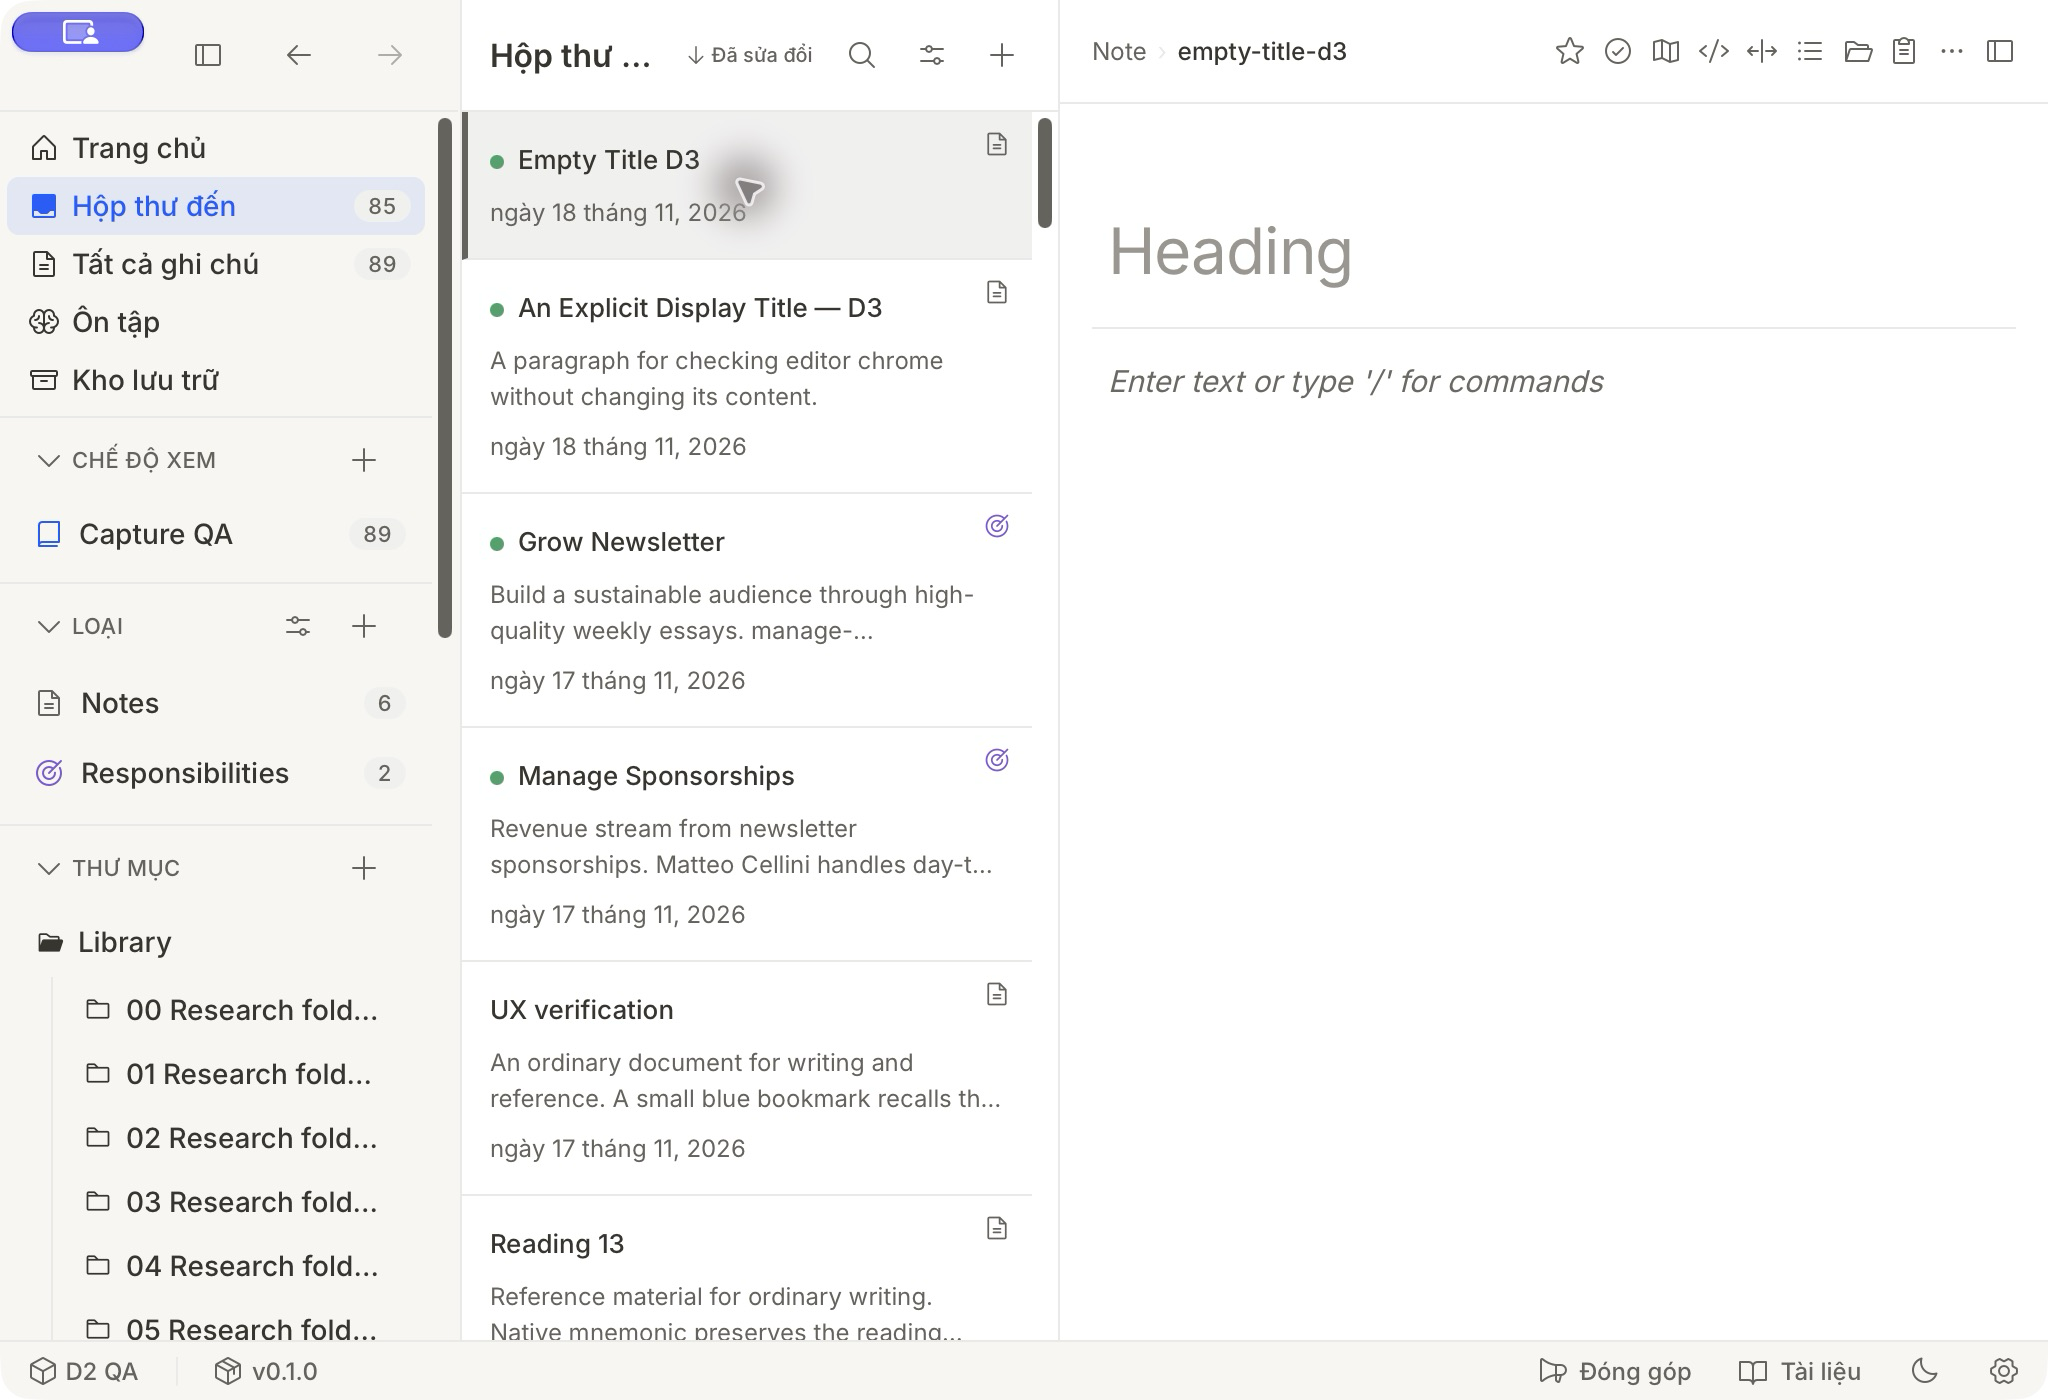 Trang chủ
Hộp thư đến 85
Tất cả ghi chú 89
Ôn tập
Kho lưu trữ
CHẾ ĐỘ XEM
Capture QA 89
LOẠI
Notes 6
Responsibilities 2
THƯ MỤC
Library
00 Research fold...
01 Research fold...
02 Research fold...
03 Research fold...
04 Research fold...
05 Research fold...
Hộp thư ... Đã sửa đổi
Empty Title D3
ngày 18 tháng 11, 2026
An Explicit Display Title — D3
A paragraph for checking editor chrome
without changing its content.
ngày 18 tháng 11, 2026
Grow Newsletter
Build a sustainable audience through high-
quality weekly essays. manage-...
ngày 17 tháng 11, 2026
Manage Sponsorships
Revenue stream from newsletter
sponsorships. Matteo Cellini handles day-t...
ngày 17 tháng 11, 2026
UX verification
An ordinary document for writing and
reference. A small blue bookmark recalls th...
ngày 17 tháng 11, 2026
Reading 13
Reference material for ordinary writing.
Native mnemonic preserves the reading...
Note › empty-title-d3
Heading
Enter text or type '/' for commands
D2 QA v0.1.0 Đóng góp Tài liệu